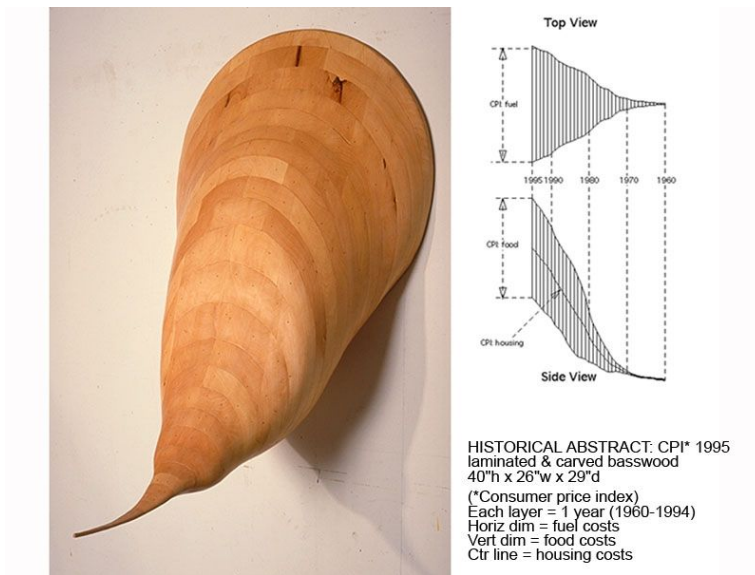 Top View
CPI fuel
1995 1990 1980 1970 1960
CPI food
CPI housing
Side View
HISTORICAL ABSTRACT: CPI* 1995
laminated & carved basswood
40"h x 26"w x 29"d
(*Consumer price index)
Each layer = 1 year (1960-1994)
Horiz dim = fuel costs
Vert dim = food costs
Ctr line = housing costs